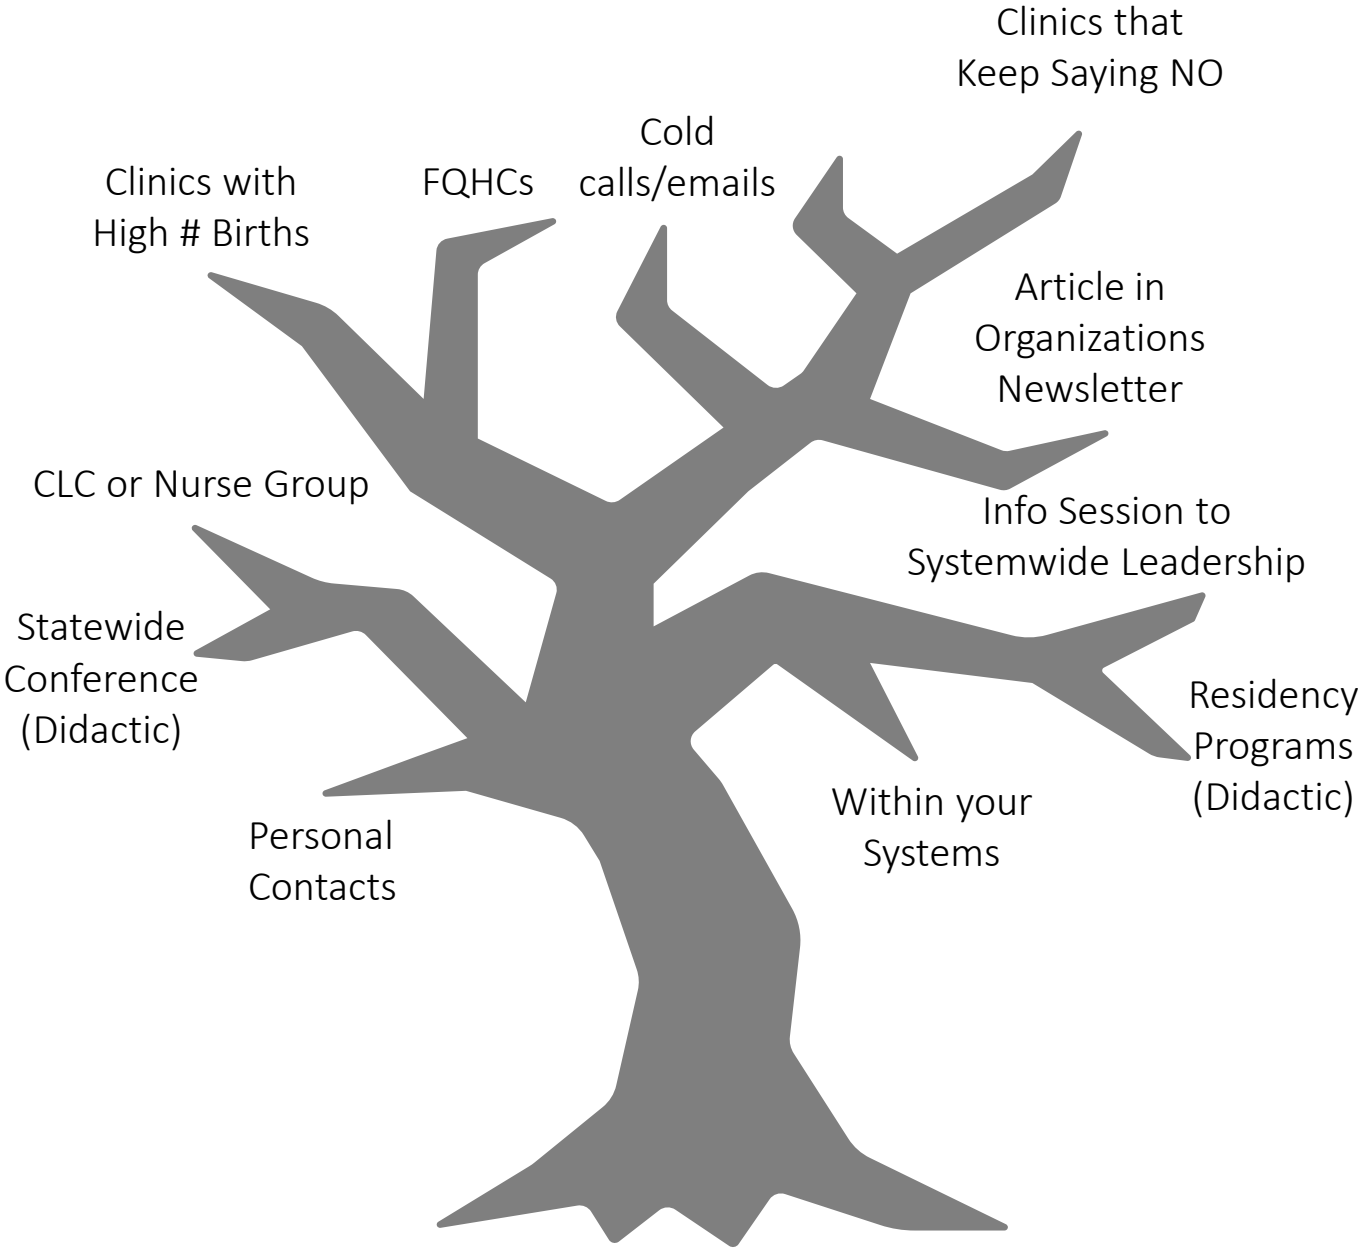 Clinics that
Keep Saying NO
Cold
calls/emails
FQHCs
Clinics with
High # Births
Article in
Organizations
Newsletter
CLC or Nurse Group
Info Session to
Systemwide Leadership
Statewide
Conference
(Didactic)
Residency
Programs
(Didactic)
Within your
Systems
Personal
Contacts